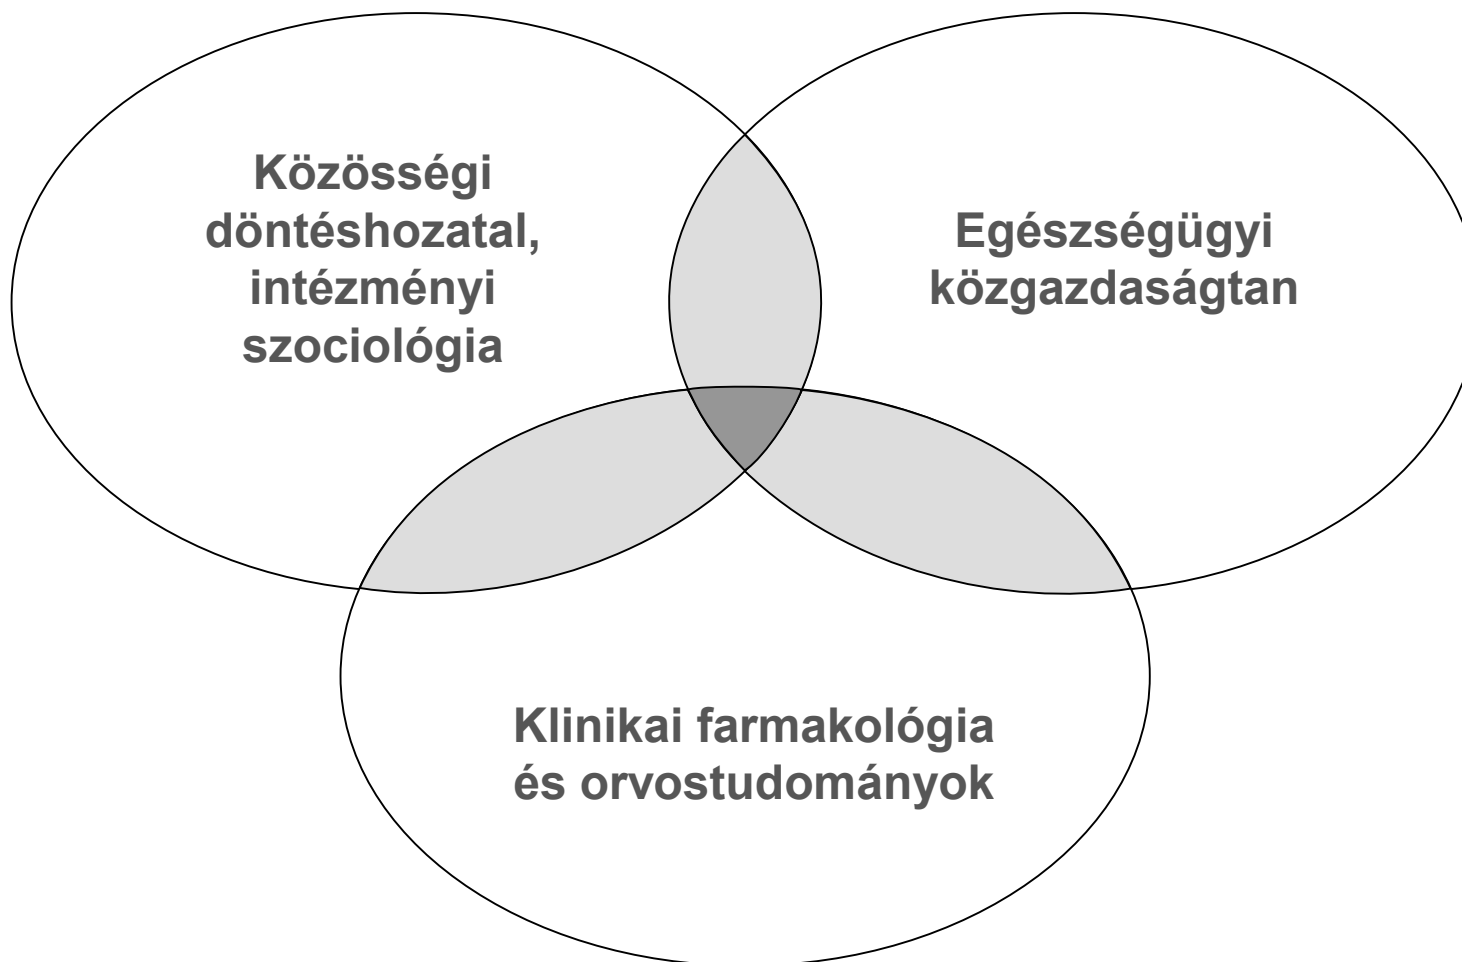 Közösségi
döntéshozatal,
intézményi
szociológia
Egészségügyi
közgazdaságtan
Klinikai farmakológia
és orvostudományok